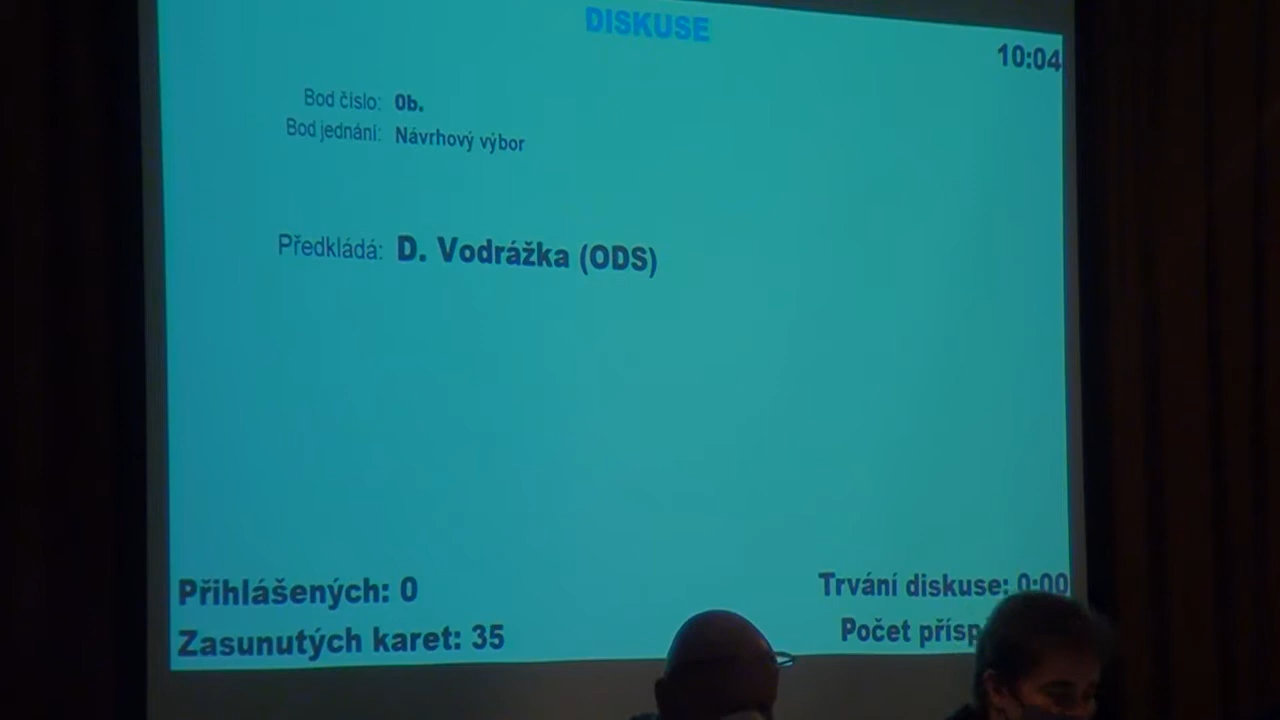 DISKUSE
10:04
Bod číslo: 0b.
Bod jednání: Návrhový výbor
Předkládá: D. Vodrážka (ODS)
Přihlášených: 0
Trvání diskuse: 0:00
Zasunutých karet: 35
Počet